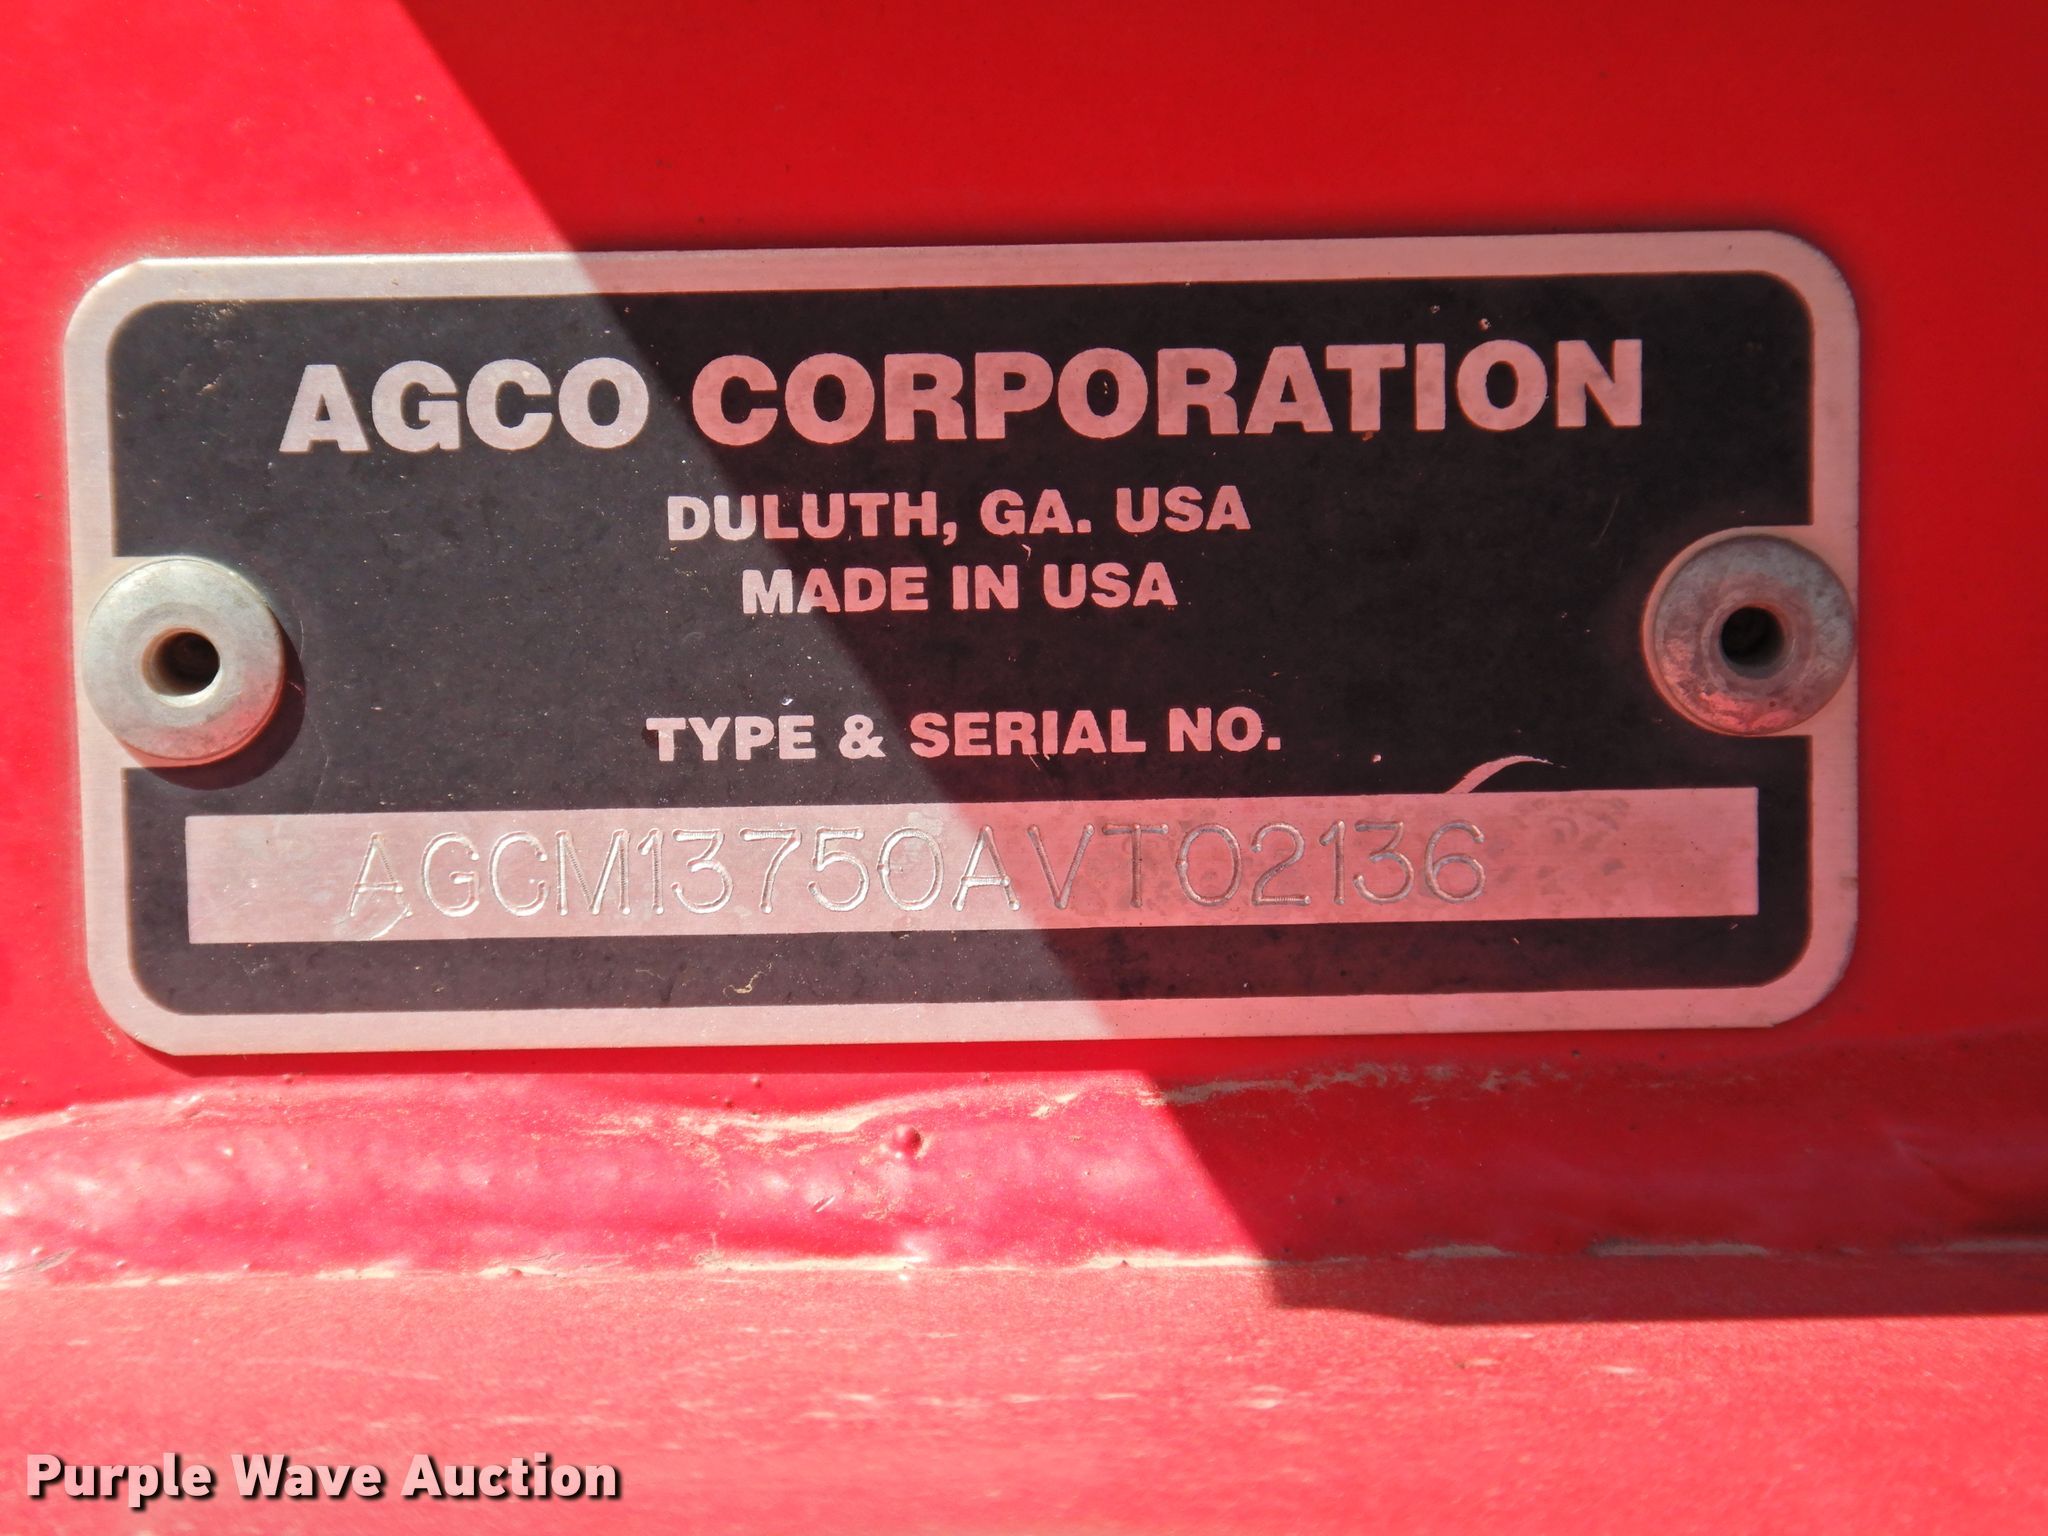 AGCO CORPORATION
DULUTH, GA. USA
MADE IN USA
TYPE & SERIAL NO.
AGCM13750AVT02136
Purple Wave Auction